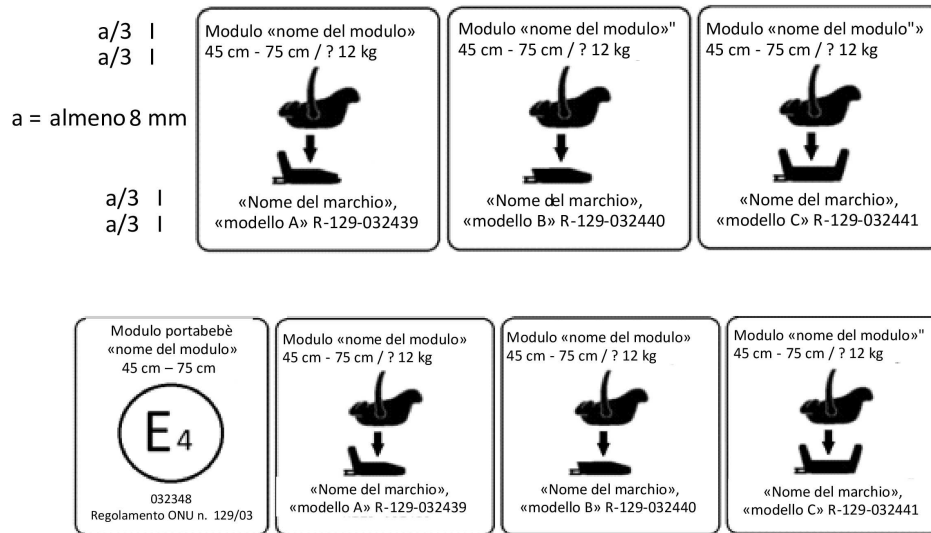 a/3 I
a/3 I
a = almeno 8 mm
a/3 I
a/3 I
Modulo «nome del modulo»
45 cm - 75 cm / ? 12 kg
«Nome del marchio»,
«modello A» R-129-032439
Modulo «nome del modulo»"
45 cm - 75 cm / ? 12 kg
«Nome del marchio»,
«modello B» R-129-032440
Modulo «nome del modulo"»
45 cm - 75 cm / ? 12 kg
«Nome del marchio»,
«modello C» R-129-032441
Modulo portabebè
«nome del modulo»
45 cm – 75 cm
E 4
032348
Regolamento ONU n. 129/03
Modulo «nome del modulo»
45 cm - 75 cm / ? 12 kg
«Nome del marchio»,
«modello A» R-129-032439
Modulo «nome del modulo»
45 cm - 75 cm / ? 12 kg
«Nome del marchio»,
«modello B» R-129-032440
Modulo «nome del modulo»"
45 cm - 75 cm / ? 12 kg
«Nome del marchio»,
«modello C» R-129-032441